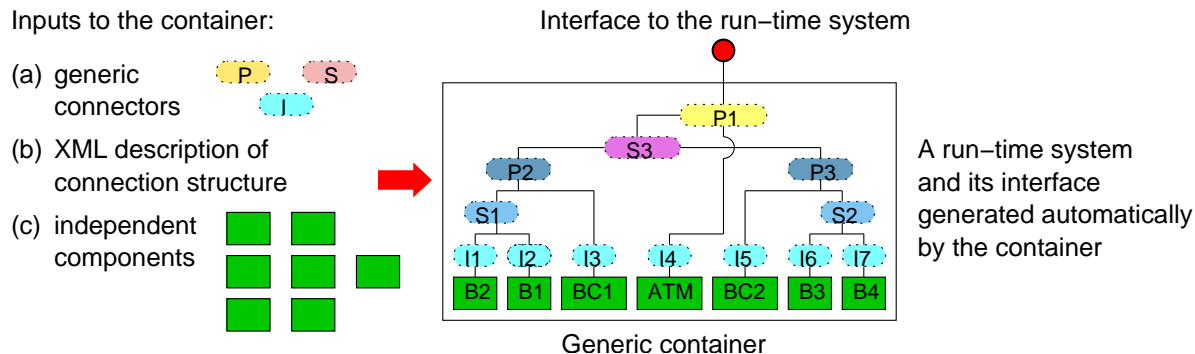 Inputs to the container:
Interface to the run−time system
(a) generic
connectors
P
S
I
(b) XML description of
connection structure
(c) independent
components
P1
S3
P2
P3
S1
S2
I1
I2
I3
I4
I5
I6
I7
B2
B1
BC1
ATM
BC2
B3
B4
Generic container
A run−time system
and its interface
generated automatically
by the container